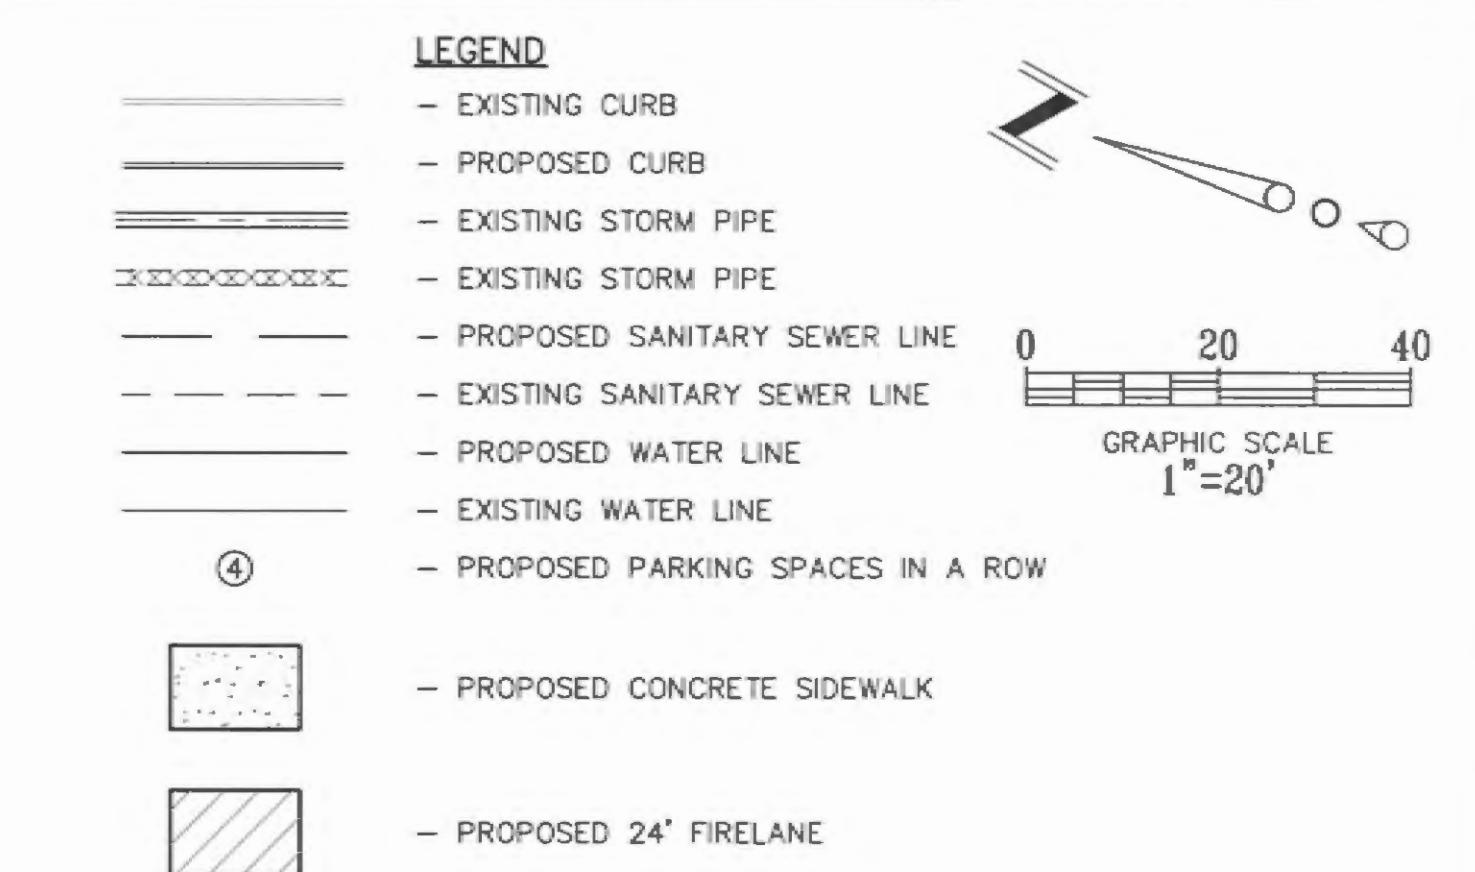 LEGEND
- EXISTING CURB
- PROPOSED CURB
- EXISTING STORM PIPE
- EXISTING STORM PIPE
- PROPOSED SANITARY SEWER LINE
- EXISTING SANITARY SEWER LINE
- PROPOSED WATER LINE
- EXISTING WATER LINE
4 - PROPOSED PARKING SPACES IN A ROW
- PROPOSED CONCRETE SIDEWALK
- PROPOSED 24' FIRELANE
N
0 20 40
GRAPHIC SCALE
1"=20'